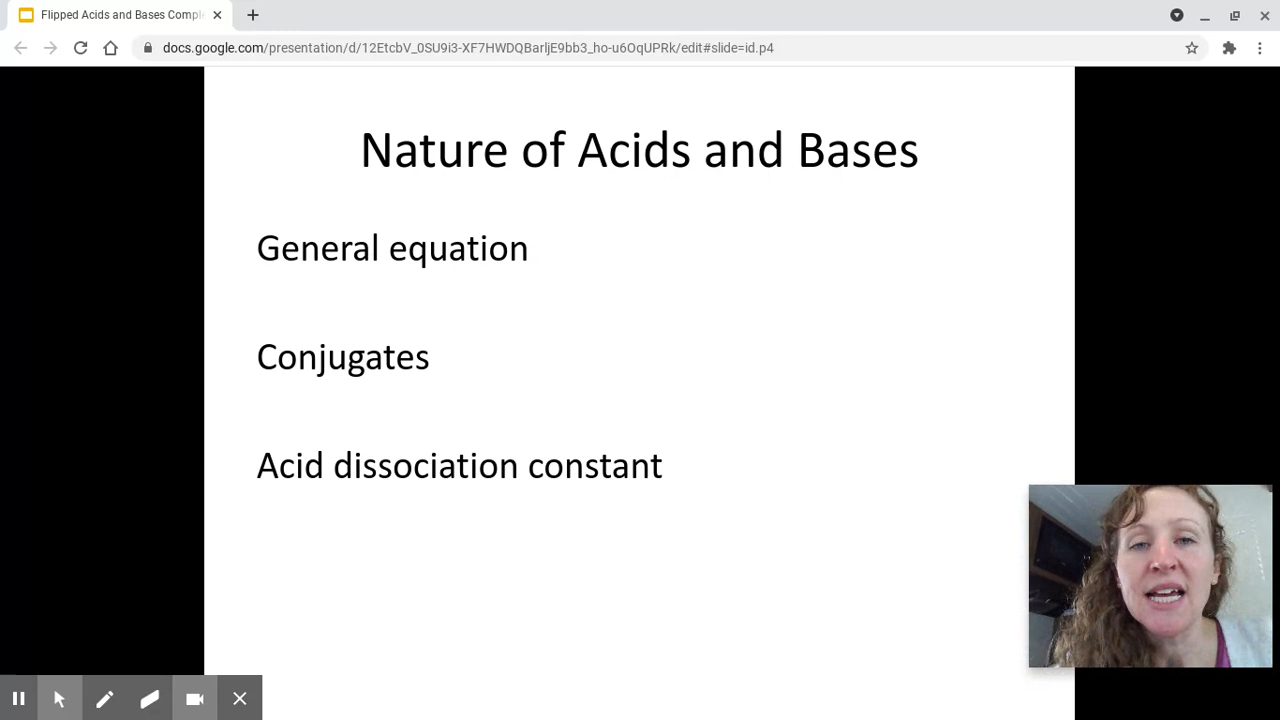 Flipped Acids and Bases Comple
docs.google.com/presentation/d/12EtcbV_0SU9i3-XF7HWDQBarljE9bb3_ho-u6OqUPRk/edit#slide=id.p4
Nature of Acids and Bases
General equation
Conjugates
Acid dissociation constant